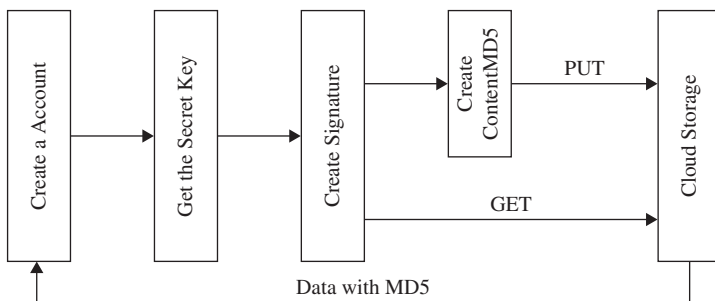 Create a Account
Get the Secret Key
Create Signature
Create
ContentMD5
PUT
GET
Cloud Storage
Data with MD5